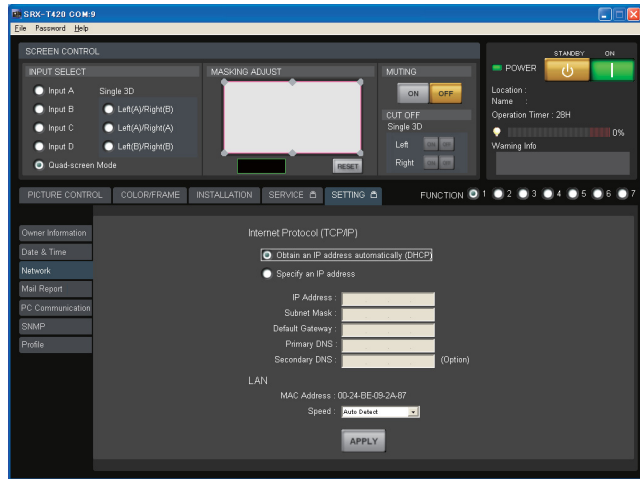 SRX-T420 COM:9
File Password Help
SCREEN CONTROL
INPUT SELECT
Input A Single 3D
Input B Left(A)/Right(B)
Input C Left(A)/Right(A)
Input D Left(B)/Right(B)
Quad-screen Mode
MASKING ADJUST
RESET
MUTING
ON OFF
CUT OFF
Single 3D
Left ON OFF
Right ON OFF
STANDBY ON
POWER
Location :
Name :
Operation Timer : 28H
0%
Warning Info
PICTURE CONTROL COLOR/FRAME INSTALLATION SERVICE SETTING FUNCTION 1 2 3 4 5 6 7
Owner Information
Date & Time
Network
Mail Report
PC Communication
SNMP
Profile
Internet Protocol (TCP/IP)
Obtain an IP address automatically (DHCP)
Specify an IP address
IP Address :
Subnet Mask :
Default Gateway :
Primary DNS :
Secondary DNS : (Option)
LAN
MAC Address : 00-24-BE-09-2A-87
Speed : Auto Detect
APPLY